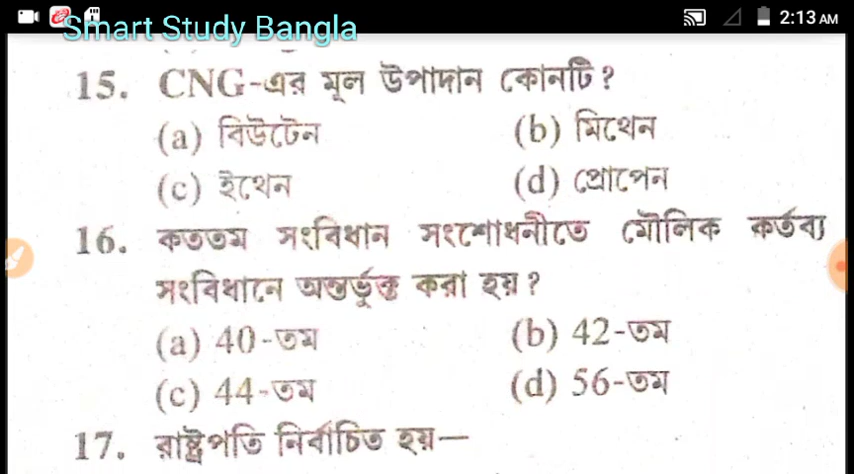 Smart Study Bangla
2:13 AM
15. CNG-এর মূল উপাদান কোনটি?
(a) বিউটেন (b) মিথেন
(c) ইথেন (d) প্রোপেন
16. কততম সংবিধান সংশোধনীতে মৌলিক কর্তব্য
সংবিধানে অন্তর্ভুক্ত করা হয়?
(a) 40-তম (b) 42-তম
(c) 44-তম (d) 56-তম
17. রাষ্ট্রপতি নির্বাচিত হয়—